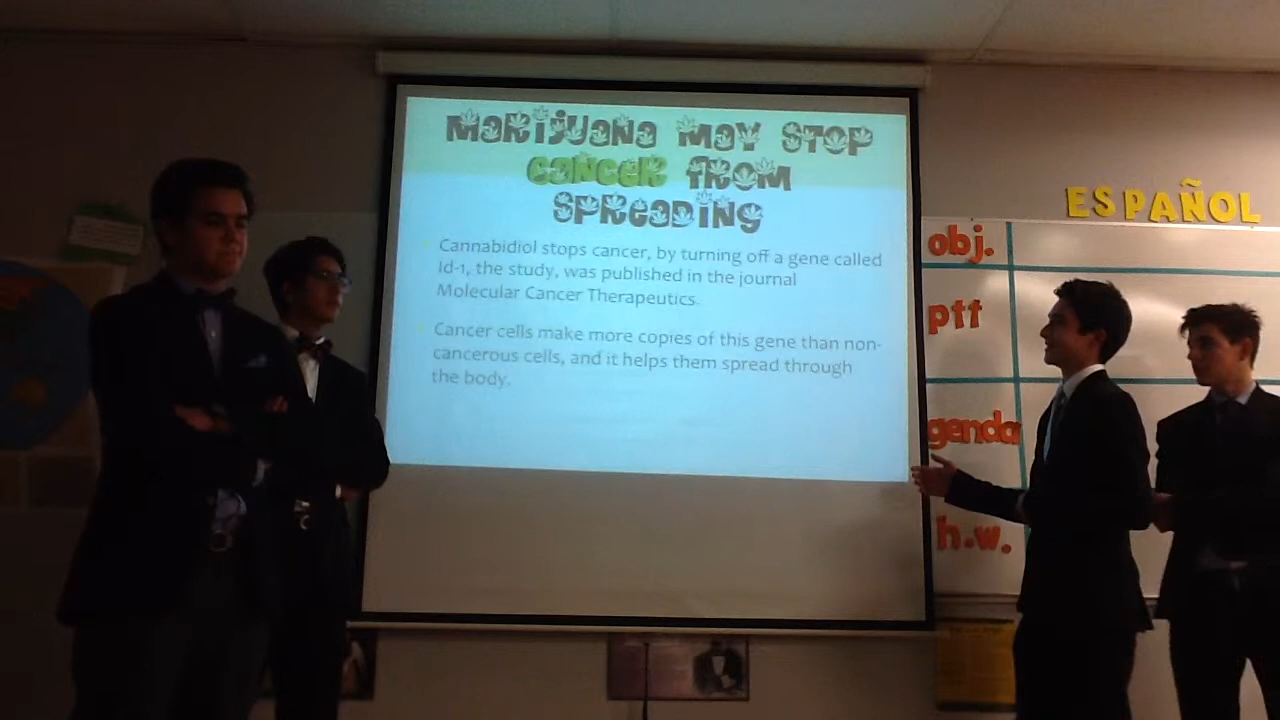 MARIJUANA MAY STOP
CANCER FROM
SPREADING
Cannabidiol stops cancer, by turning off a gene called
Id-1, the study, was published in the journal
Molecular Cancer Therapeutics.
Cancer cells make more copies of this gene than non-
cancerous cells, and it helps them spread through
the body.
ESPAÑOL
obj.
ptt
genda
h.w.